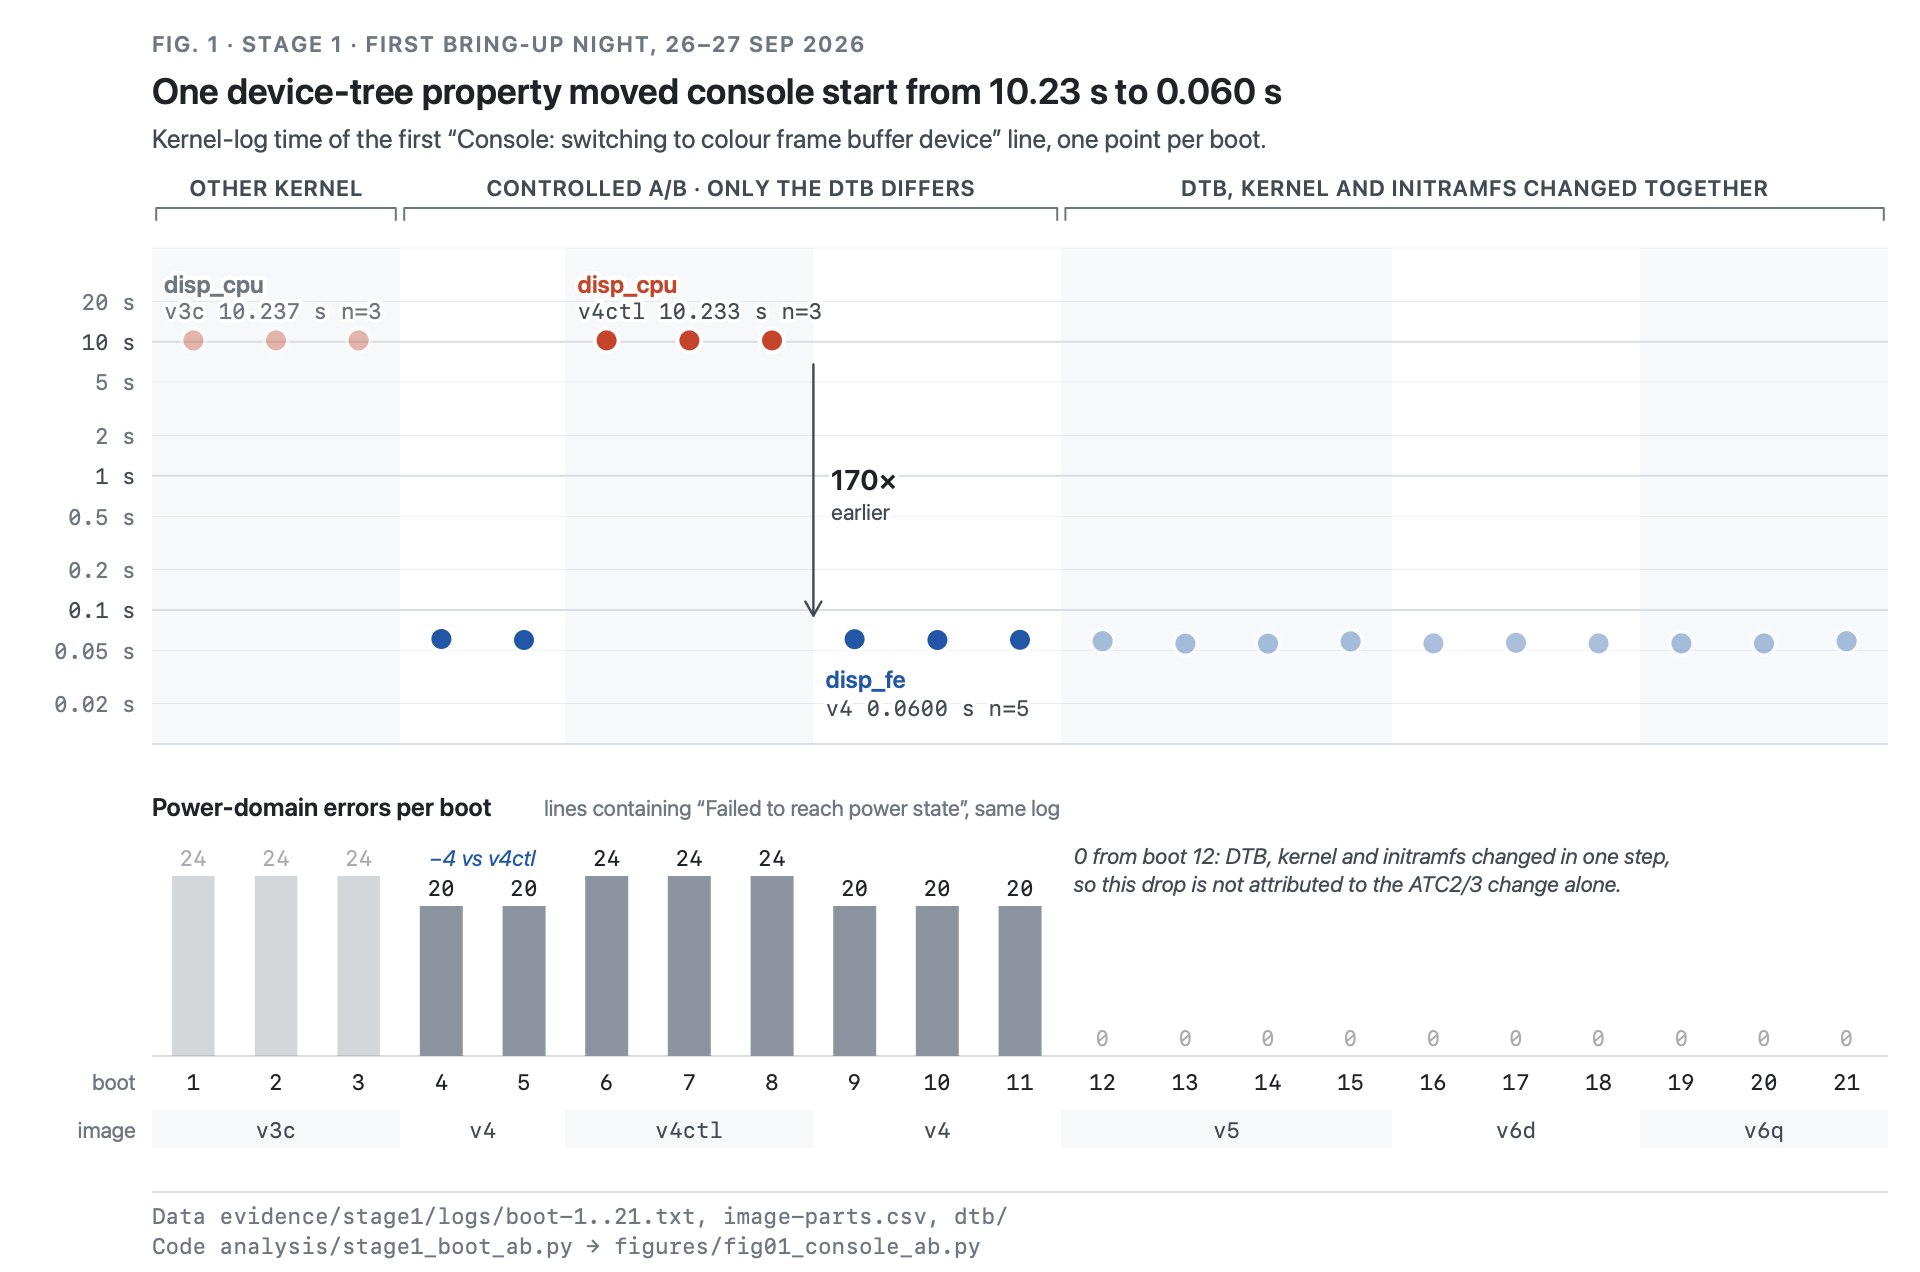 FIG. 1 · STAGE 1 · FIRST BRING-UP NIGHT, 26–27 SEP 2026
One device-tree property moved console start from 10.23 s to 0.060 s
Kernel-log time of the first “Console: switching to colour frame buffer device” line, one point per boot.
OTHER KERNEL
CONTROLLED A/B · ONLY THE DTB DIFFERS
DTB, KERNEL AND INITRAMFS CHANGED TOGETHER
disp_cpu
v3c 10.237 s n=3
disp_cpu
v4ctl 10.233 s n=3
20 s
10 s
5 s
2 s
1 s
0.5 s
0.2 s
0.1 s
0.05 s
0.02 s
170×
earlier
disp_fe
v4 0.0600 s n=5
Power-domain errors per boot
lines containing “Failed to reach power state”, same log
24 24 24
−4 vs v4ctl
20 20
24 24 24
20 20 20
0 from boot 12: DTB, kernel and initramfs changed in one step,
so this drop is not attributed to the ATC2/3 change alone.
0 0 0 0 0 0 0 0 0 0
boot 1 2 3 4 5 6 7 8 9 10 11 12 13 14 15 16 17 18 19 20 21
image v3c v4 v4ctl v4 v5 v6d v6q
Data evidence/stage1/logs/boot-1..21.txt, image-parts.csv, dtb/
Code analysis/stage1_boot_ab.py → figures/fig01_console_ab.py